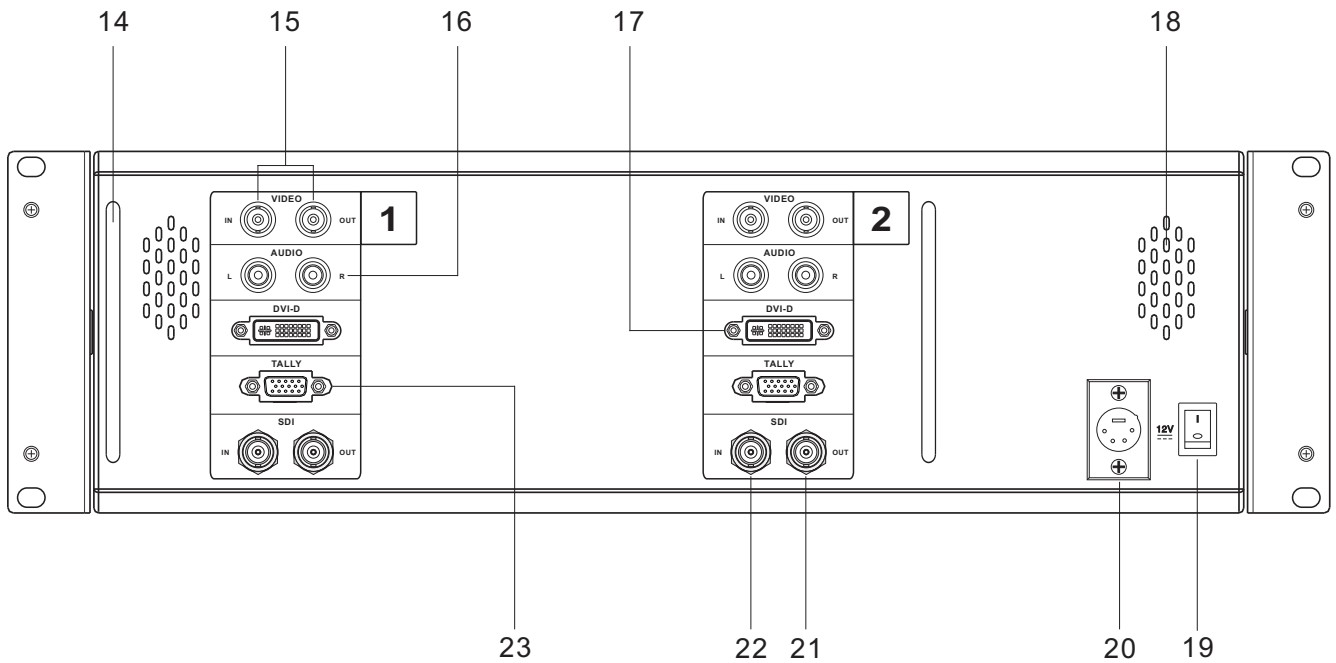 14 15 16 17 18
VIDEO VIDEO
IN OUT 1 IN OUT 2
AUDIO AUDIO
L R L R
DVI-D DVI-D
TALLY TALLY
SDI SDI
12V
IN OUT IN OUT
23 22 21 20 19